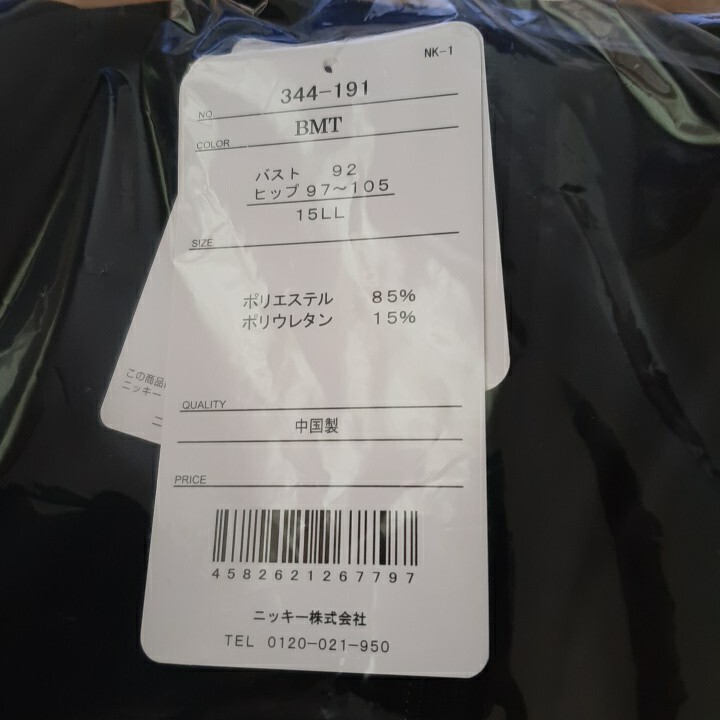 NK-1
NO 344-191
COLOR BMT
バスト 92
ヒップ 97～105
15LL
SIZE
ポリエステル 85%
ポリウレタン 15%
QUALITY
中国製
PRICE
4582621267797
ニッキー株式会社
TEL 0120-021-950
この商品
ニッキー
ニ